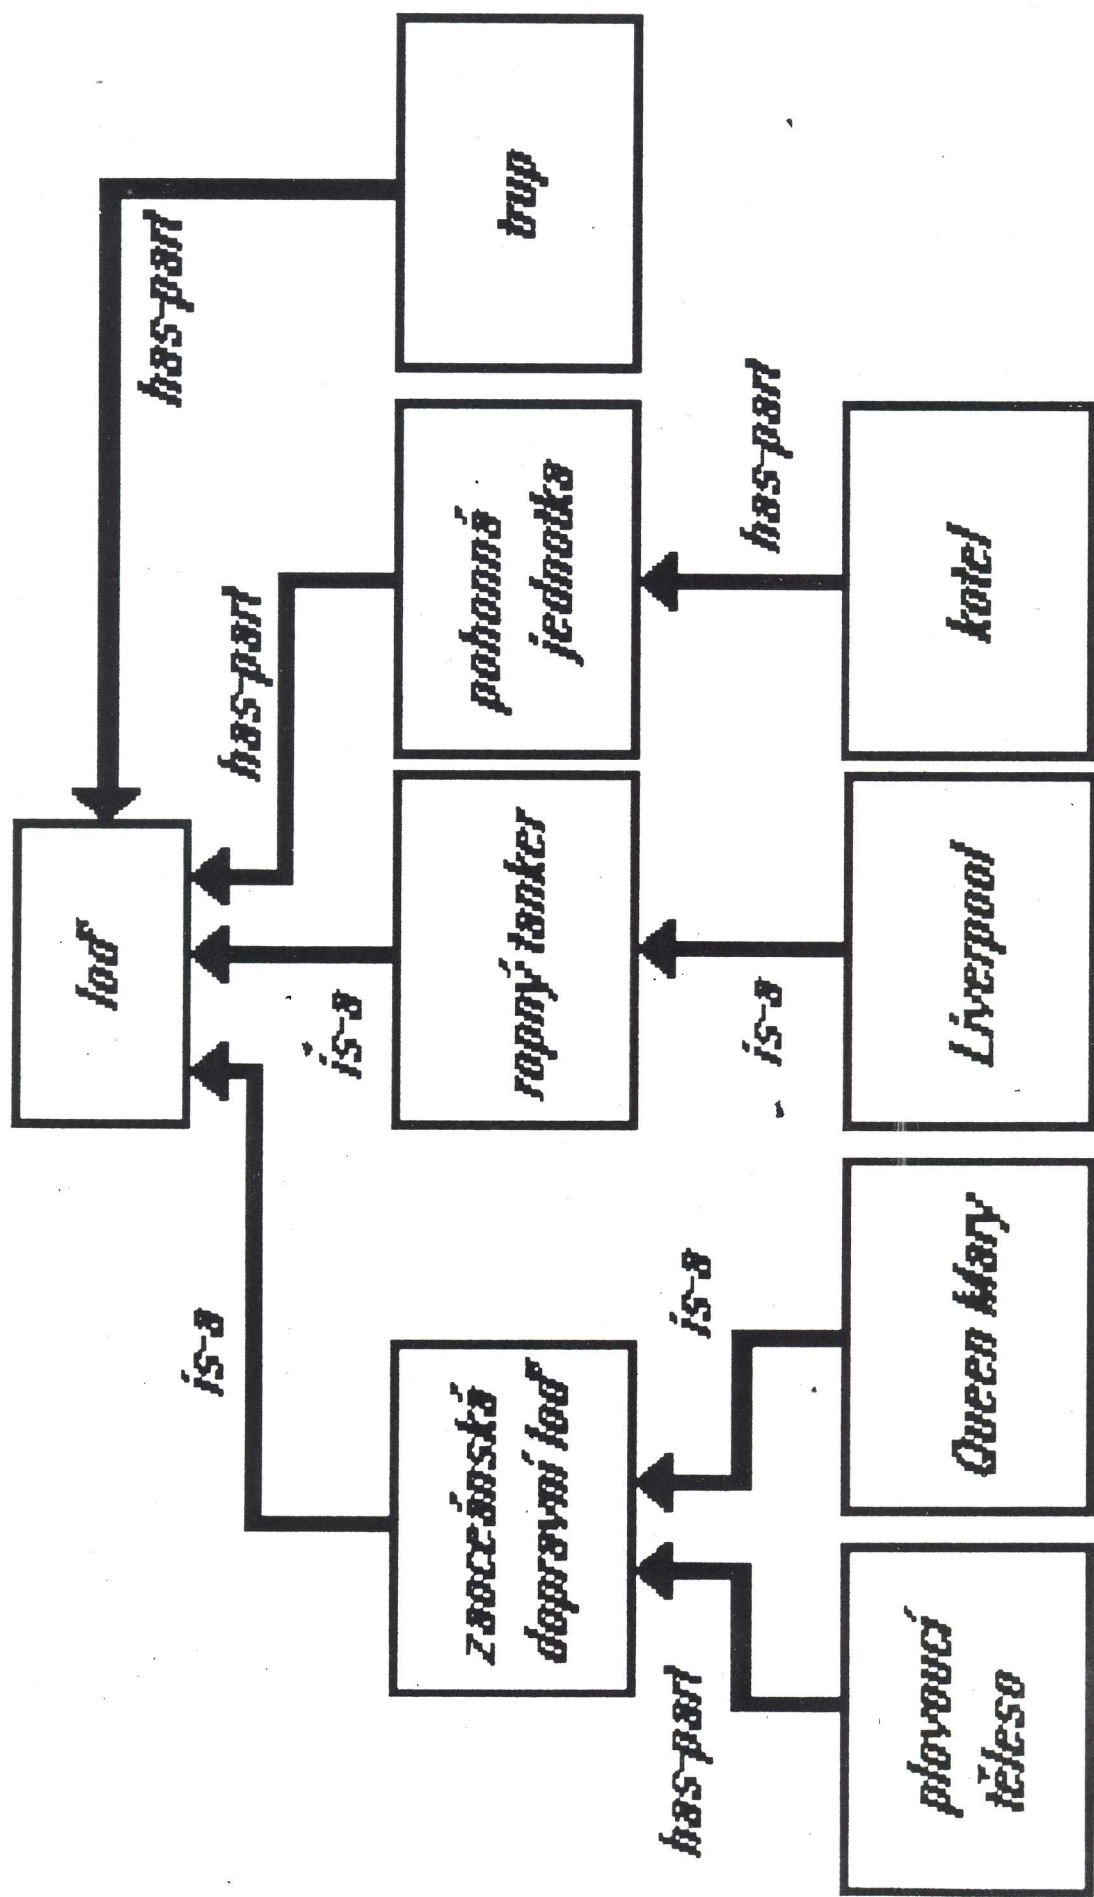 loď
has-part
is-a
has-part
is-a
zaoceánská
dopravní loď
ropný tanker
pohonná
jednotka
trup
has-part
is-a
is-a
has-part
plovoucí
těleso
Queen Mary
Liverpool
kotel